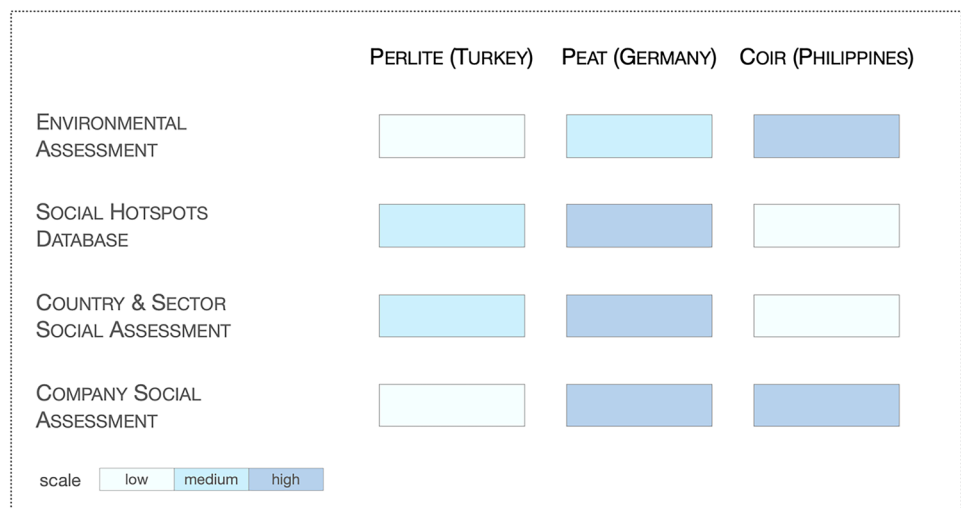 Perlite (Turkey) Peat (Germany) Coir (Philippines)
Environmental
Assessment
Social Hotspots
Database
Country & Sector
Social Assessment
Company Social
Assessment
scale low medium high